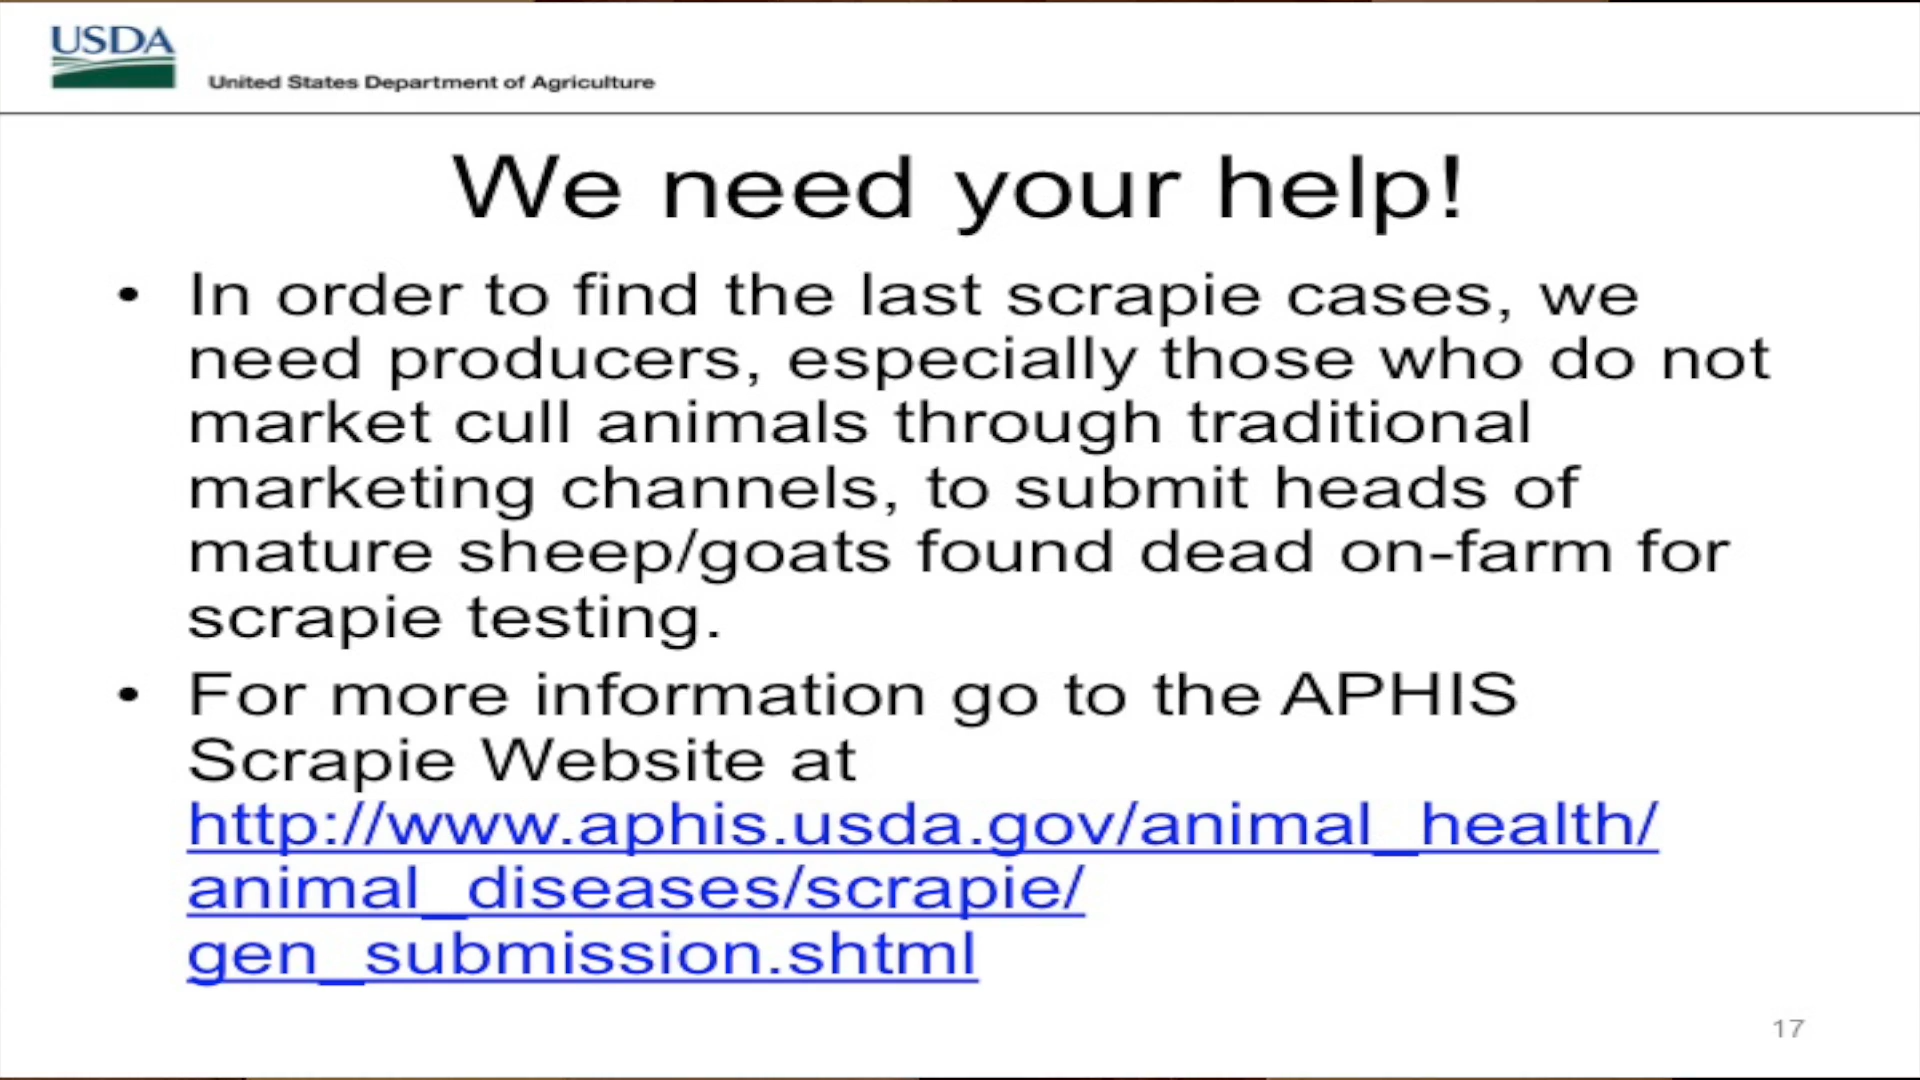 USDA
United States Department of Agriculture
We need your help!
• In order to find the last scrapie cases, we
need producers, especially those who do not
market cull animals through traditional
marketing channels, to submit heads of
mature sheep/goats found dead on-farm for
scrapie testing.
• For more information go to the APHIS
Scrapie Website at
http://www.aphis.usda.gov/animal_health/
animal_diseases/scrapie/
gen_submission.shtml
17